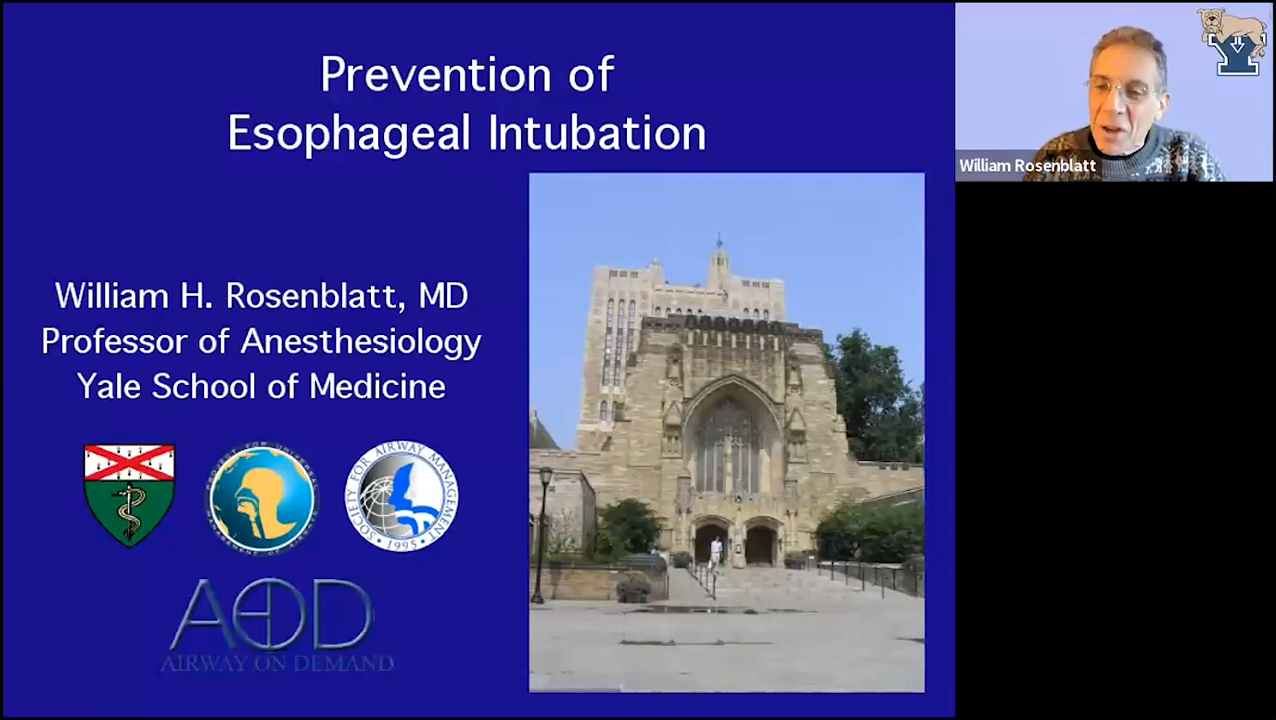 Prevention of
Esophageal Intubation
William Rosenblatt
William H. Rosenblatt, MD
Professor of Anesthesiology
Yale School of Medicine
SOCIETY FOR AIRWAY MANAGEMENT
• 1995 •
AOD
AIRWAY ON DEMAND
Y